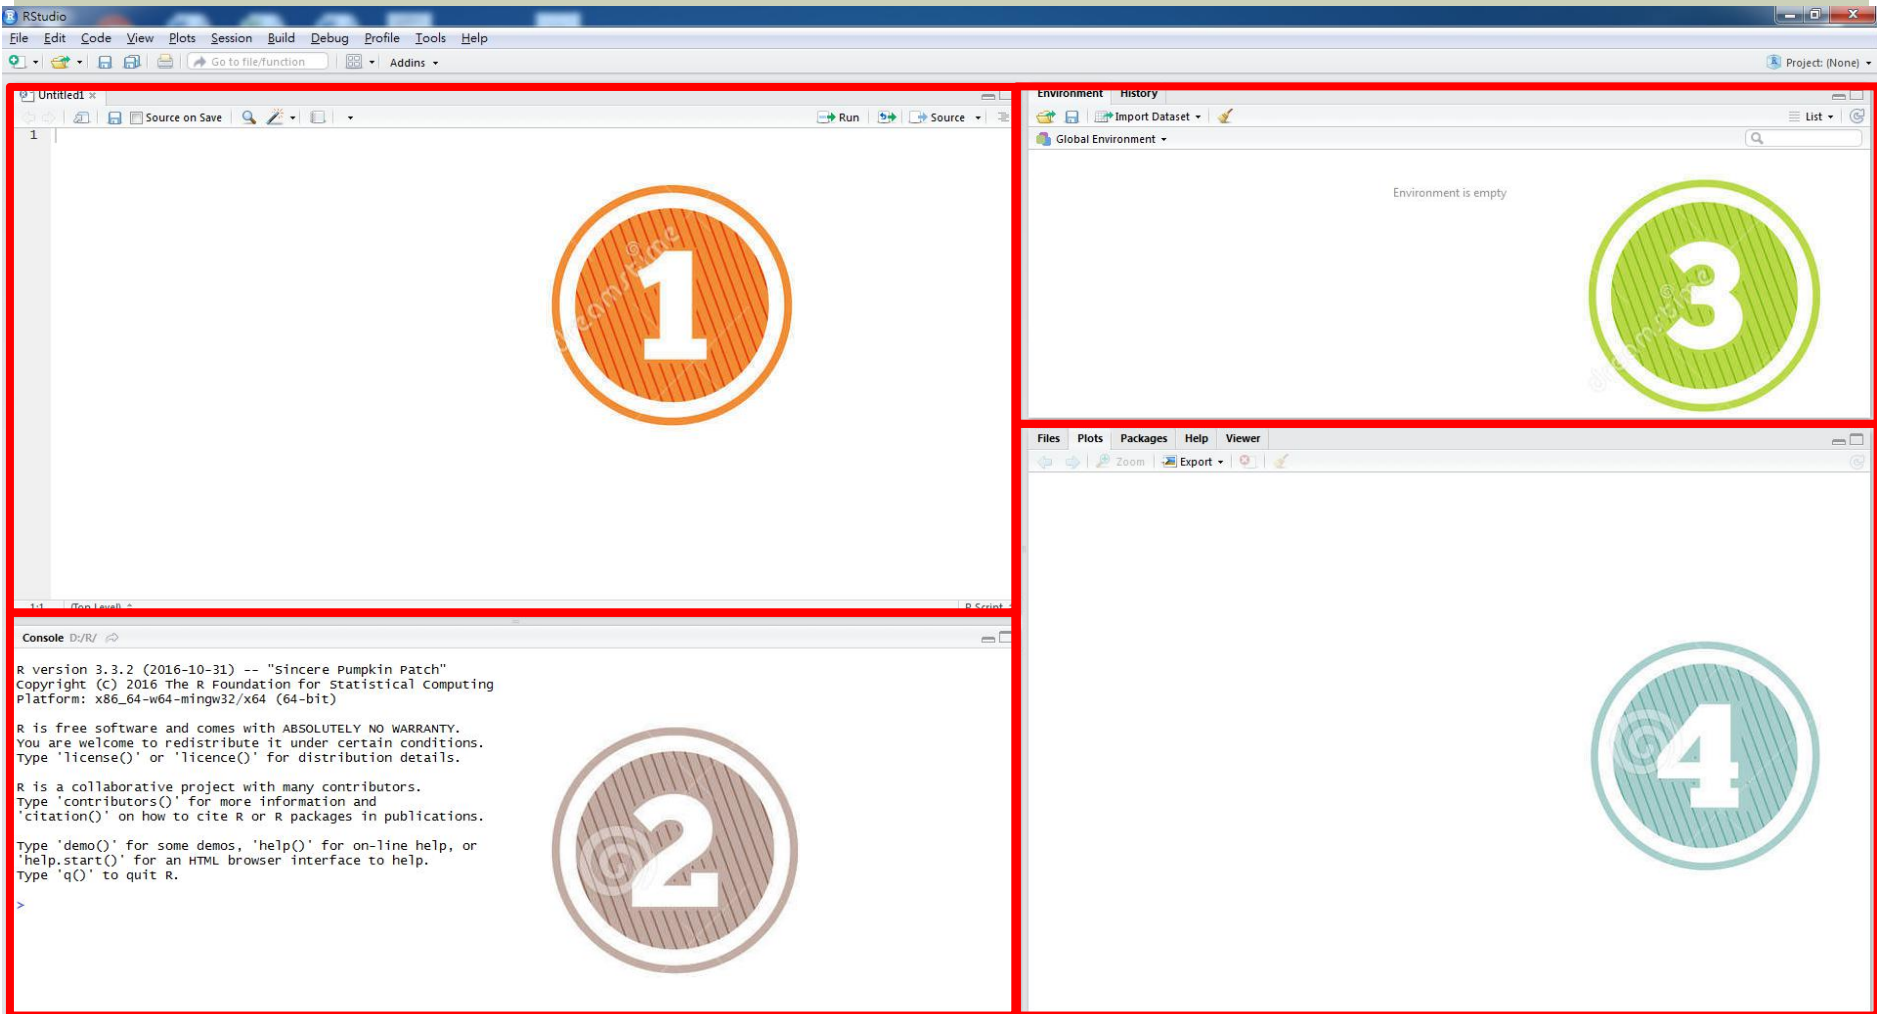 RStudio
File Edit Code View Plots Session Build Debug Profile Tools Help
Go to file/function Addins Project: (None)
Untitled1
Source on Save Run Source
1
1
1:1 (Top Level) R Script
Console D:/R/
R version 3.3.2 (2016-10-31) -- "Sincere Pumpkin Patch"
Copyright (C) 2016 The R Foundation for Statistical Computing
Platform: x86_64-w64-mingw32/x64 (64-bit)
R is free software and comes with ABSOLUTELY NO WARRANTY.
You are welcome to redistribute it under certain conditions.
Type 'license()' or 'licence()' for distribution details.
R is a collaborative project with many contributors.
Type 'contributors()' for more information and
'citation()' on how to cite R or R packages in publications.
Type 'demo()' for some demos, 'help()' for on-line help, or
'help.start()' for an HTML browser interface to help.
Type 'q()' to quit R.
>
2
Environment History
Import Dataset List
Global Environment
Environment is empty
3
Files Plots Packages Help Viewer
Zoom Export
4
dreamstime
dreamstime